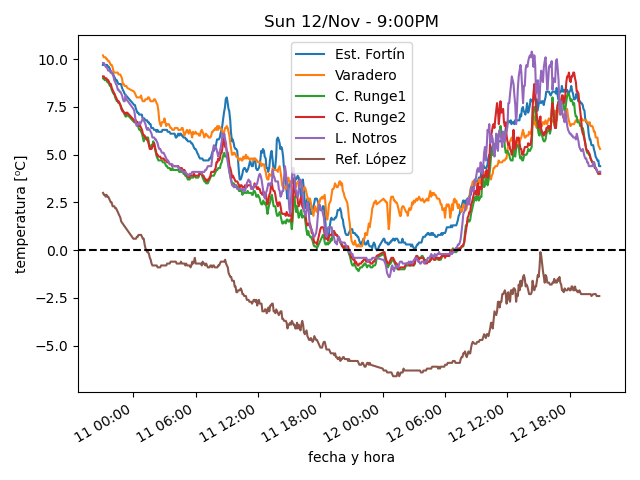 Sun 12/Nov - 9:00PM
Est. Fortín
Varadero
C. Runge1
C. Runge2
L. Notros
Ref. López
temperatura [°C]
10.0
7.5
5.0
2.5
0.0
−2.5
−5.0
11 00:00
11 06:00
11 12:00
11 18:00
12 00:00
12 06:00
12 12:00
12 18:00
fecha y hora